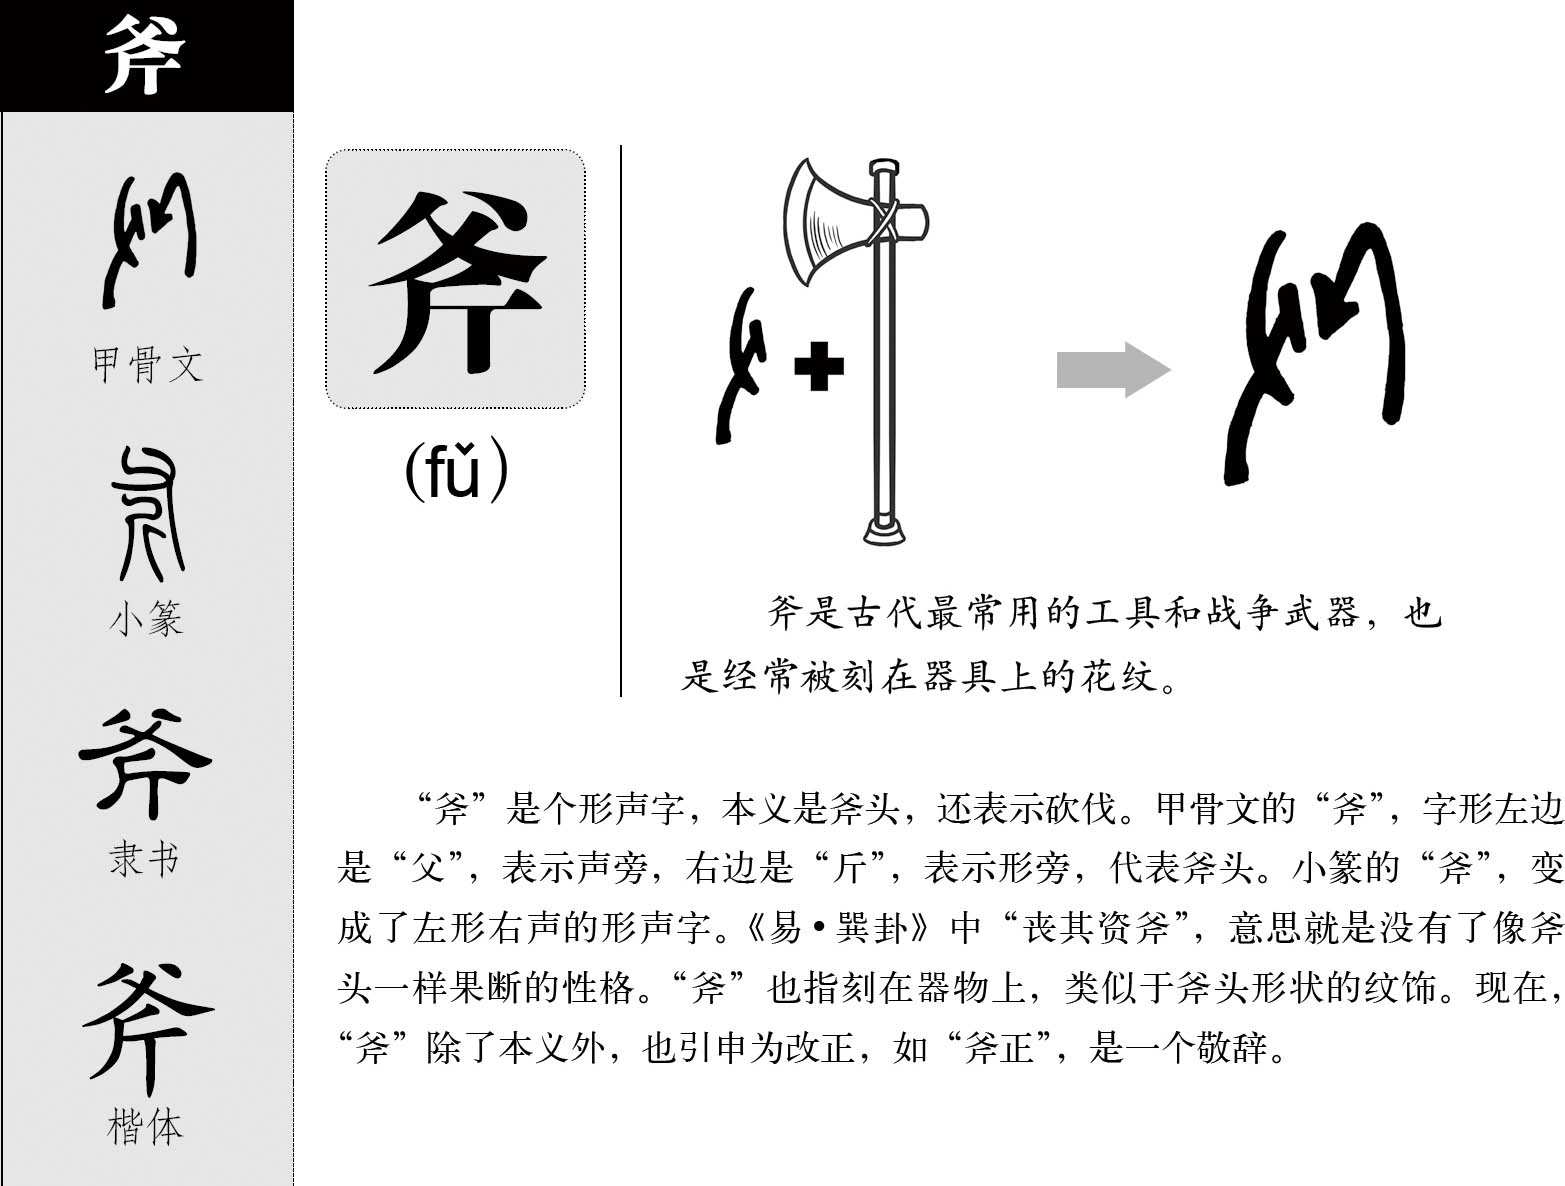 斧
甲骨文
小篆
隶书
楷体
斧
(fǔ)
斧是古代最常用的工具和战争武器，也
是经常被刻在器具上的花纹。
“斧”是个形声字，本义是斧头，还表示砍伐。甲骨文的“斧”，字形左边
是“父”，表示声旁，右边是“斤”，表示形旁，代表斧头。小篆的“斧”，变
成了左形右声的形声字。《易•巽卦》中“丧其资斧”，意思就是没有了像斧
头一样果断的性格。“斧”也指刻在器物上，类似于斧头形状的纹饰。现在，
“斧”除了本义外，也引申为改正，如“斧正”，是一个敬辞。